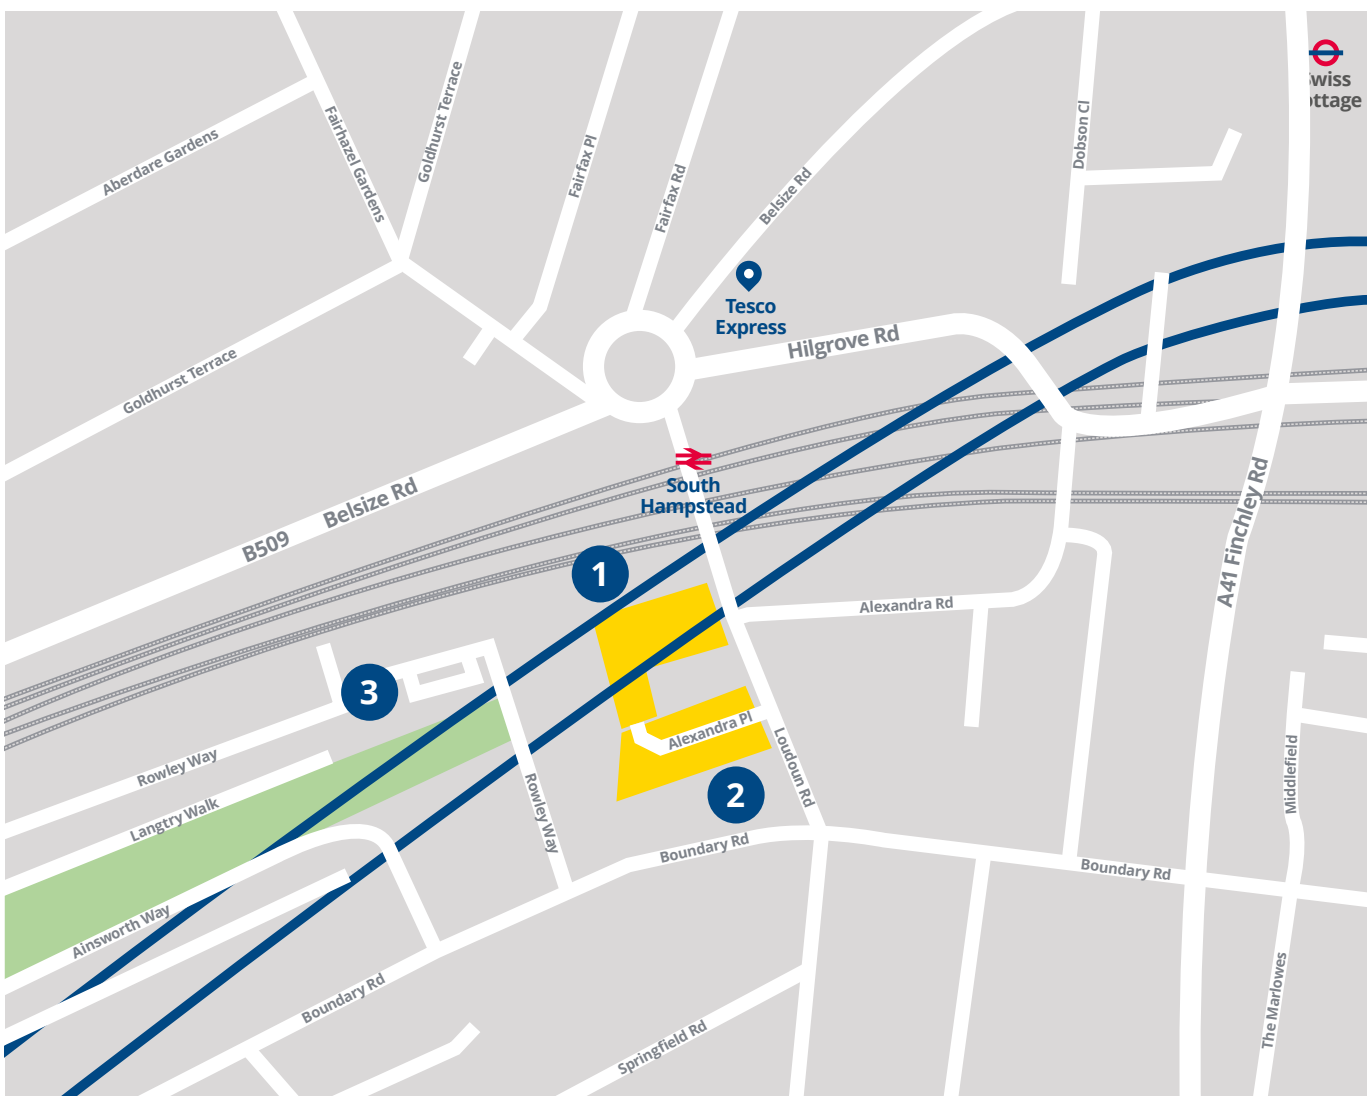 Swiss
Cottage
Goldhurst Terrace
Fairhazel Gardens
Aberdare Gardens
Fairfax Pl
Fairfax Rd
Belsize Rd
Dobson Cl
Tesco
Express
Hilgrove Rd
Goldhurst Terrace
South
Hampstead
B509
Belsize Rd
A41 Finchley Rd
1
Alexandra Rd
3
Alexandra Pl
Loudoun Rd
2
Rowley Way
Langtry Walk
Rowley Way
Middlefield
Boundary Rd
Boundary Rd
Ainsworth Way
Boundary Rd
Springfield Rd
The Marlowes